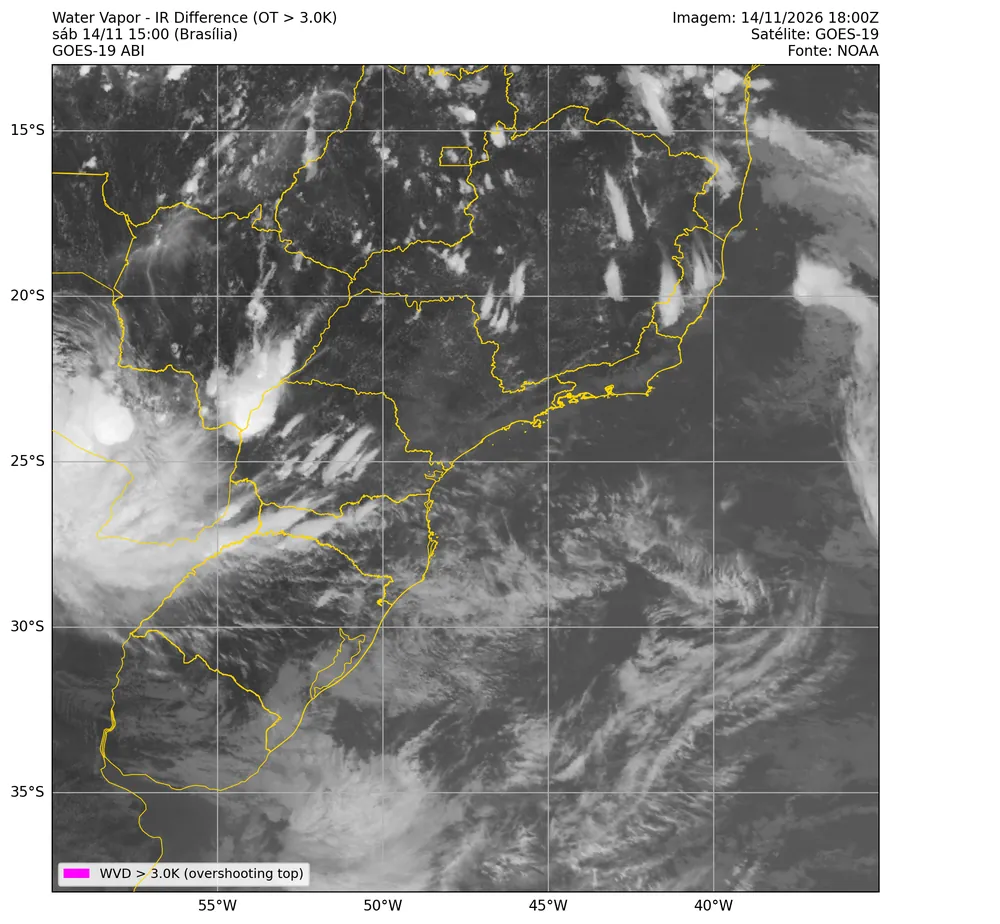 Water Vapor - IR Difference (OT > 3.0K)
sáb 14/11 15:00 (Brasília)
GOES-19 ABI
Imagem: 14/11/2026 18:00Z
Satélite: GOES-19
Fonte: NOAA
15°S
20°S
25°S
30°S
35°S
WVD > 3.0K (overshooting top)
55°W
50°W
45°W
40°W